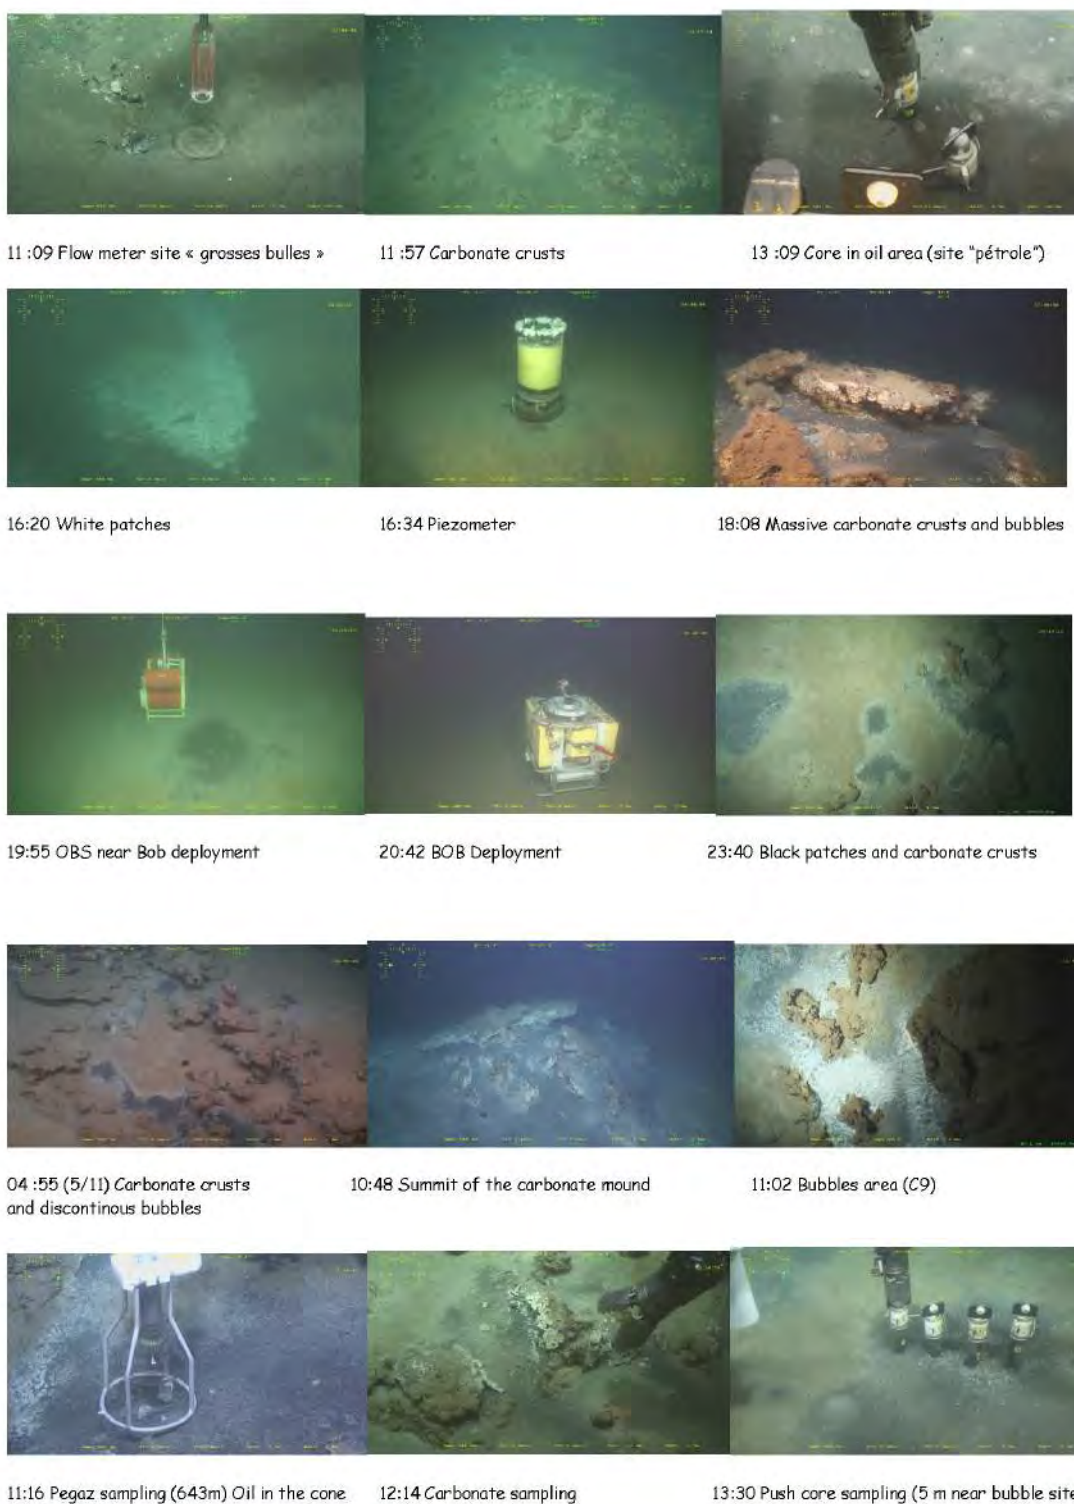 11 :09 Flow meter site « grosses bulles »
11 :57 Carbonate crusts
13 :09 Core in oil area (site "pétrole")
16:20 White patches
16:34 Piezometer
18:08 Massive carbonate crusts and bubbles
19:55 OBS near Bob deployment
20:42 BOB Deployment
23:40 Black patches and carbonate crusts
04 :55 (5/11) Carbonate crusts
and discontinous bubbles
10:48 Summit of the carbonate mound
11:02 Bubbles area (C9)
11:16 Pegaz sampling (643m) Oil in the cone
12:14 Carbonate sampling
13:30 Push core sampling (5 m near bubble site